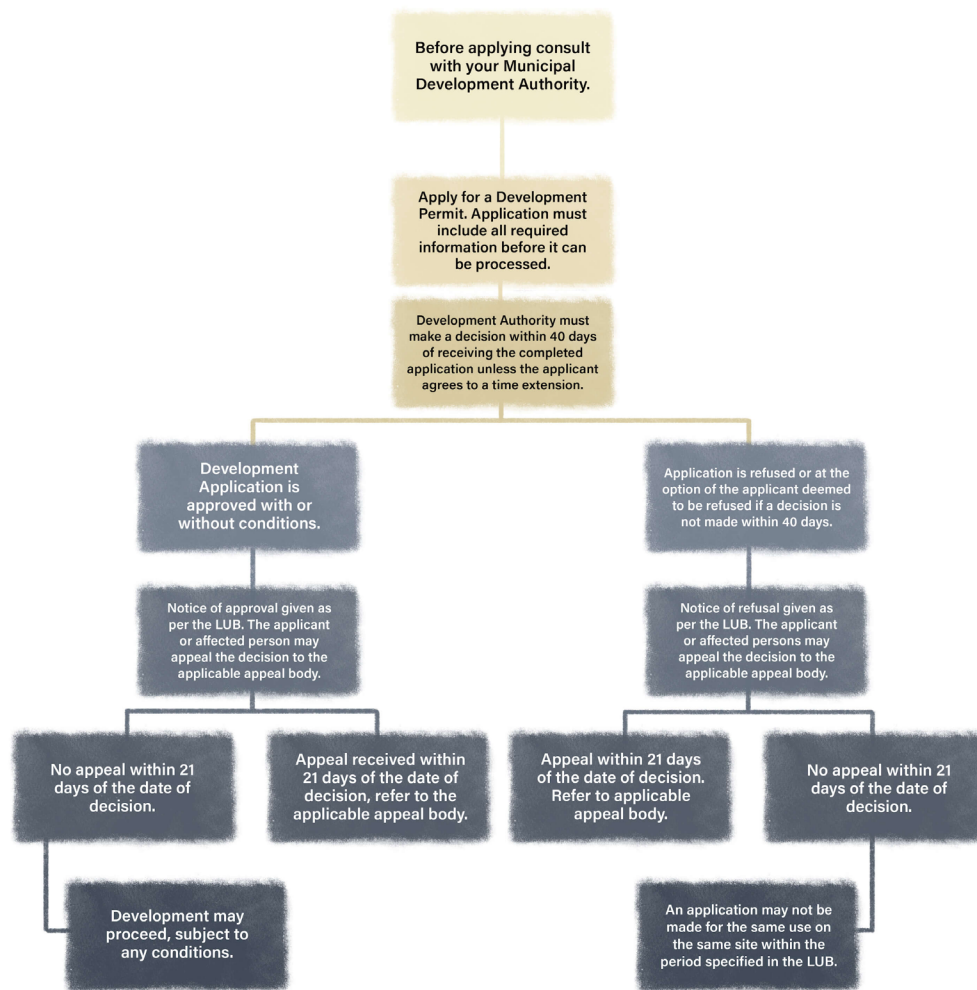 Before applying consult
with your Municipal
Development Authority.
Apply for a Development
Permit. Application must
include all required
information before it can
be processed.
Development Authority must
make a decision within 40 days
of receiving the completed
application unless the applicant
agrees to a time extension.
Development
Application is
approved with or
without conditions.
Application is refused or at the
option of the applicant deemed
to be refused if a decision is
not made within 40 days.
Notice of approval given as
per the LUB. The applicant
or affected person may
appeal the decision to the
applicable appeal body.
Notice of refusal given as
per the LUB. The applicant
or affected persons may
appeal the decision to the
applicable appeal body.
No appeal within 21
days of the date of
decision.
Appeal received within
21 days of the date of
decision, refer to the
applicable appeal body.
Appeal within 21 days
of the date of decision.
Refer to applicable
appeal body.
No appeal within 21
days of the date of
decision.
Development may
proceed, subject to
any conditions.
An application may not be
made for the same use on
the same site within the
period specified in the LUB.